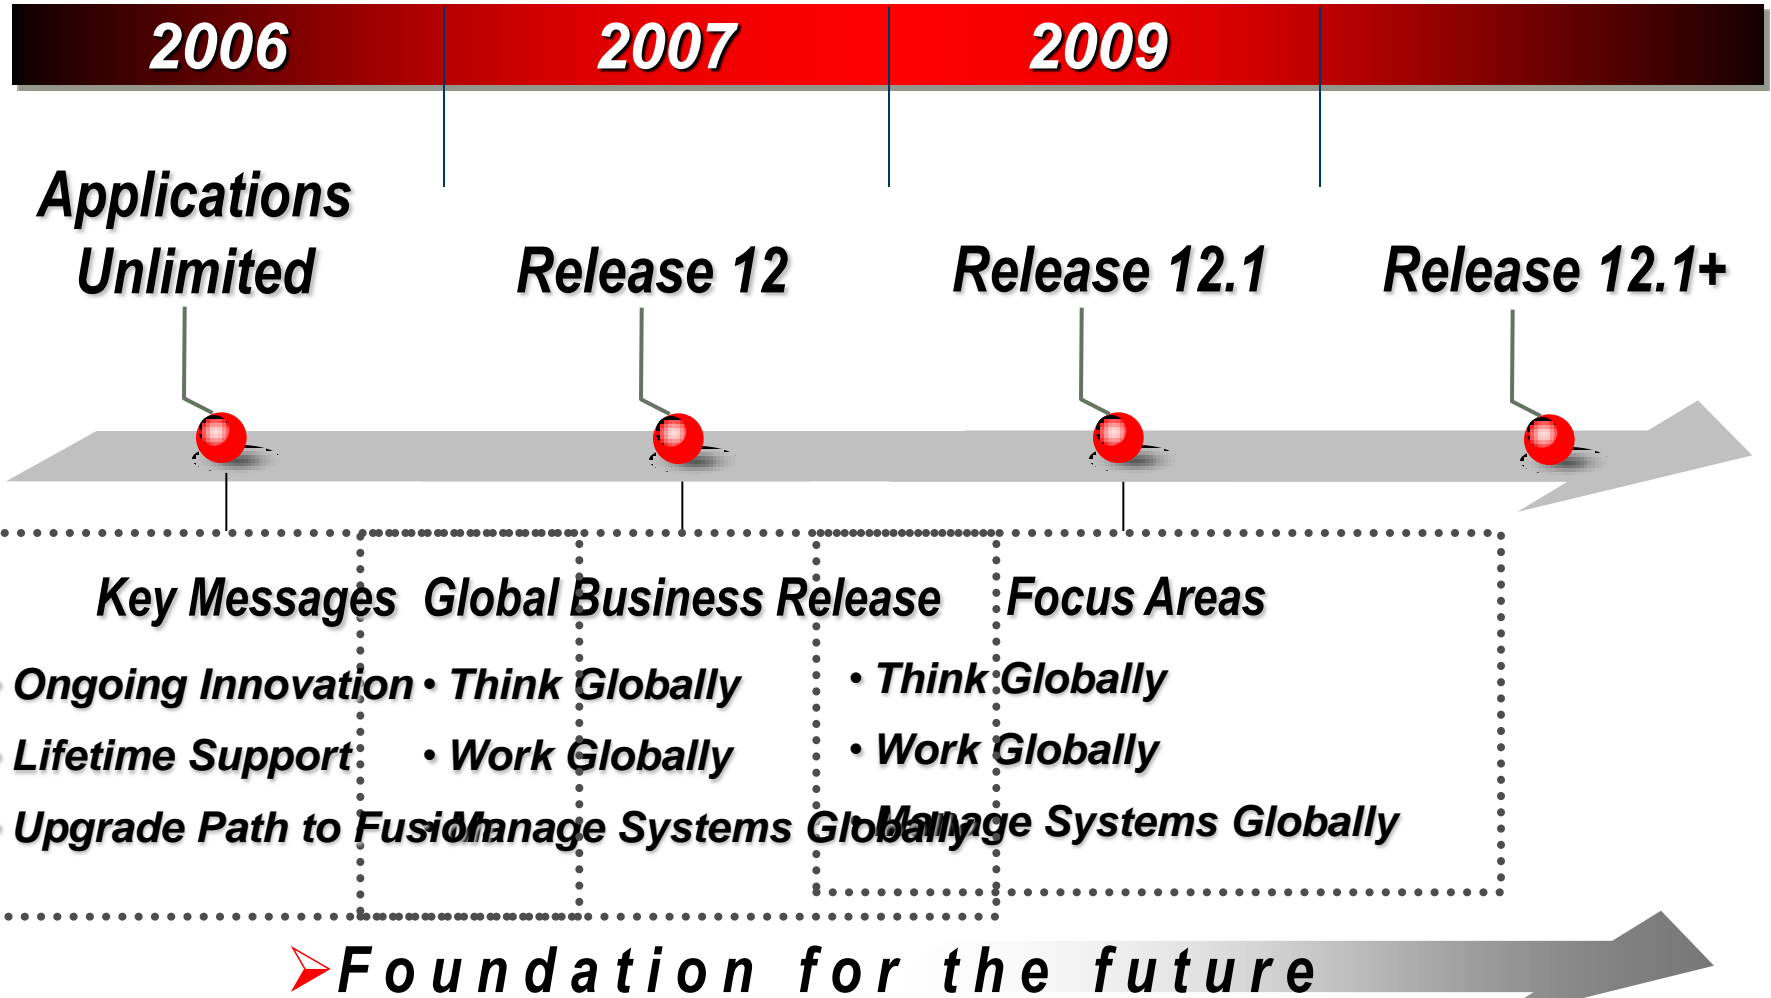 2006
2007
2009
Applications
Unlimited
Release 12
Release 12.1
Release 12.1+
Key Messages
• Ongoing Innovation
• Lifetime Support
• Upgrade Path to Fusion
Global Business Release
• Think Globally
• Work Globally
• Manage Systems Globally
Focus Areas
• Think Globally
• Work Globally
• Manage Systems Globally
Foundation for the future